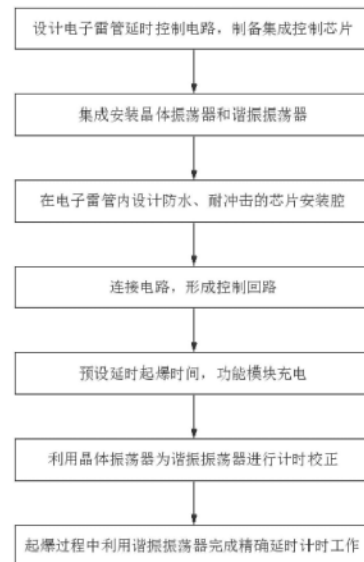 设计电子雷管延时控制电路，制备集成控制芯片
集成安装晶体振荡器和谐振振荡器
在电子雷管内设计防水、耐冲击的芯片安装腔
连接电路，形成控制回路
预设延时起爆时间，功能模块充电
利用晶体振荡器为谐振振荡器进行计时校正
起爆过程中利用谐振振荡器完成精确延时计时工作